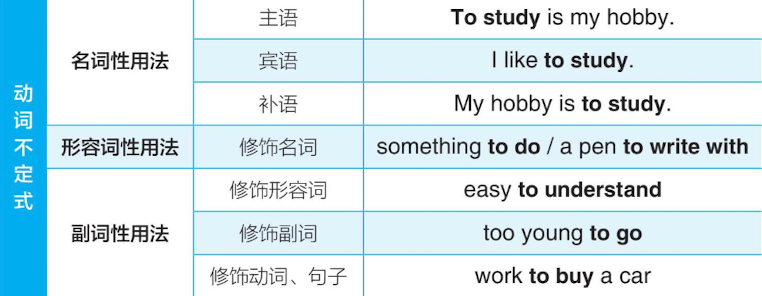 动词不定式
名词性用法
主语
To study is my hobby.
宾语
I like to study.
补语
My hobby is to study.
形容词性用法
修饰名词
something to do / a pen to write with
副词性用法
修饰形容词
easy to understand
修饰副词
too young to go
修饰动词、句子
work to buy a car